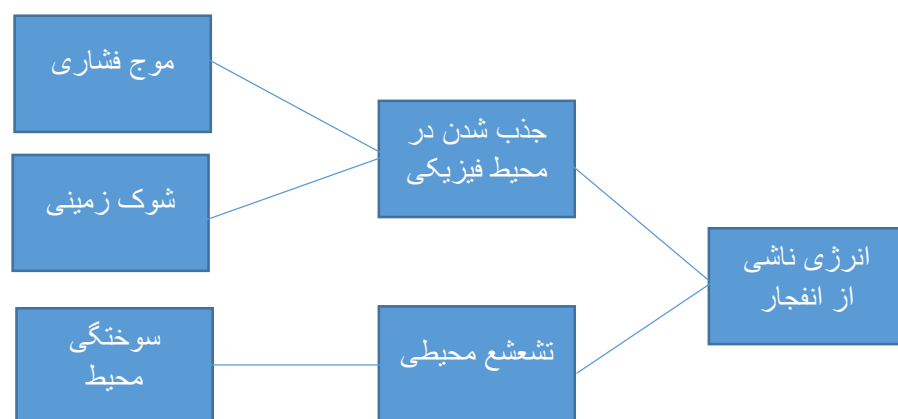 انرژی ناشی
از انفجار
جذب شدن در
محیط فیزیکی
موج فشاری
شوک زمینی
تشعشع محیطی
سوختگی
محیط